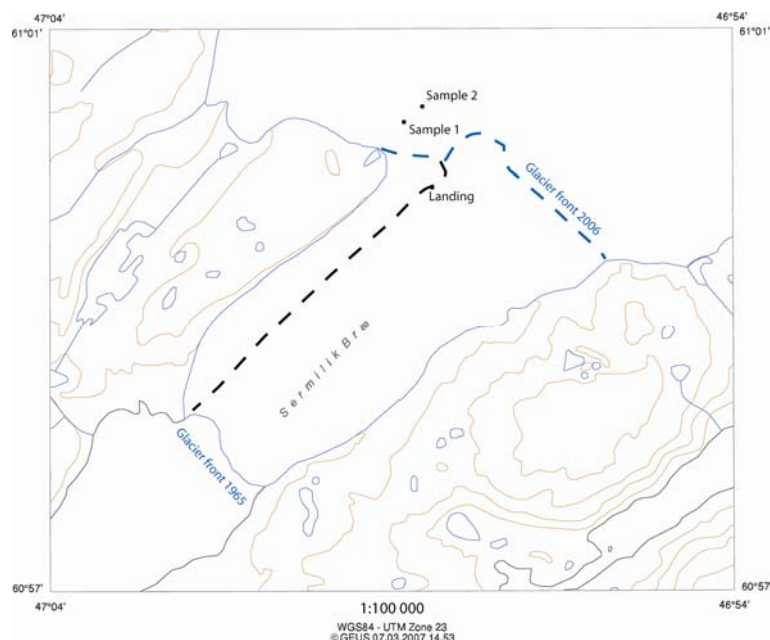 47°04'
46°54'
61°01'
61°01'
Sample 2
Sample 1
Landing
Glacier front 2006
Sermilik Bræ
Glacier front 1965
60°57'
60°57'
47°04'
1:100 000
46°54'
WGS84 - UTM Zone 23
© GEUS 07.03.2007 14.53